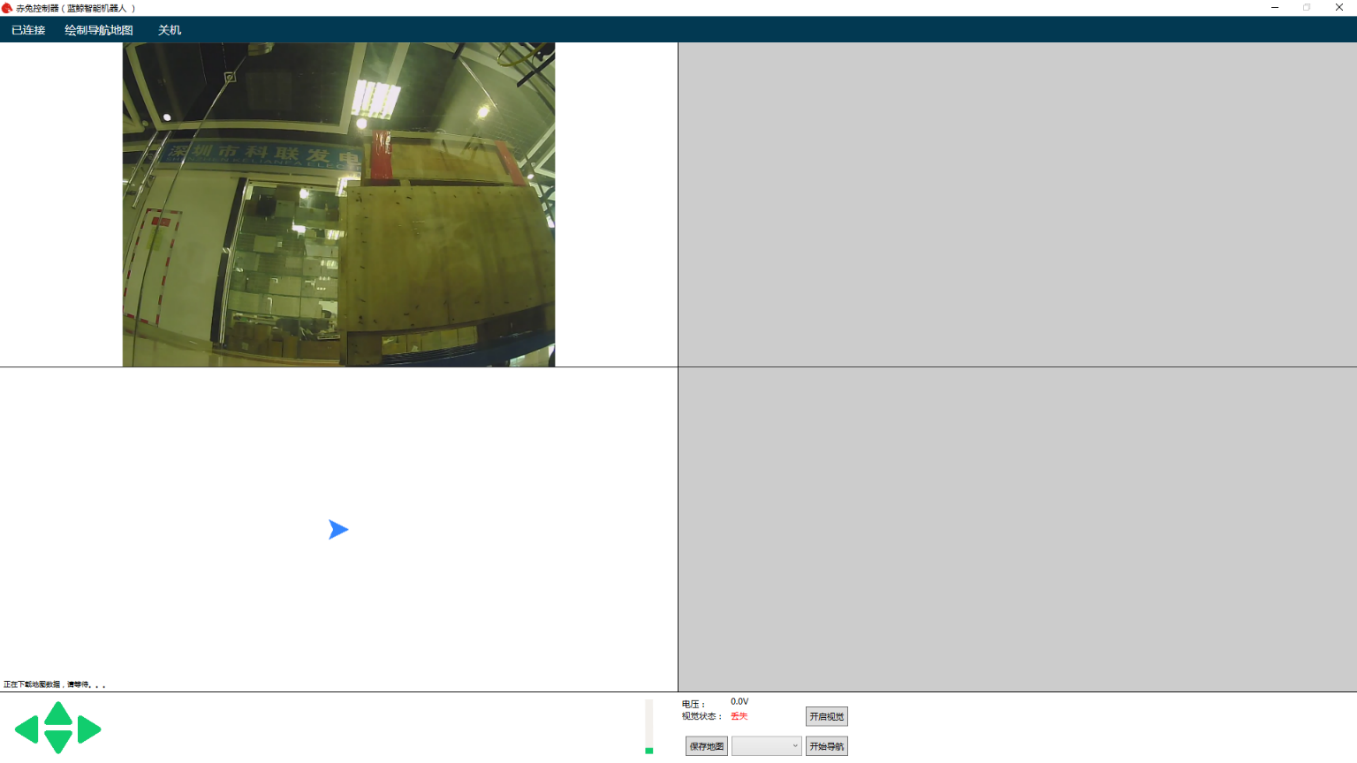 赤兔控制器（蓝鲸智能机器人 ）
已连接 绘制导航地图 关机
深圳市科联发电
正在下载地图数据，请等待。。。
电压： 0.0V
视觉状态： 丢失 开启视觉
保存地图 开始导航